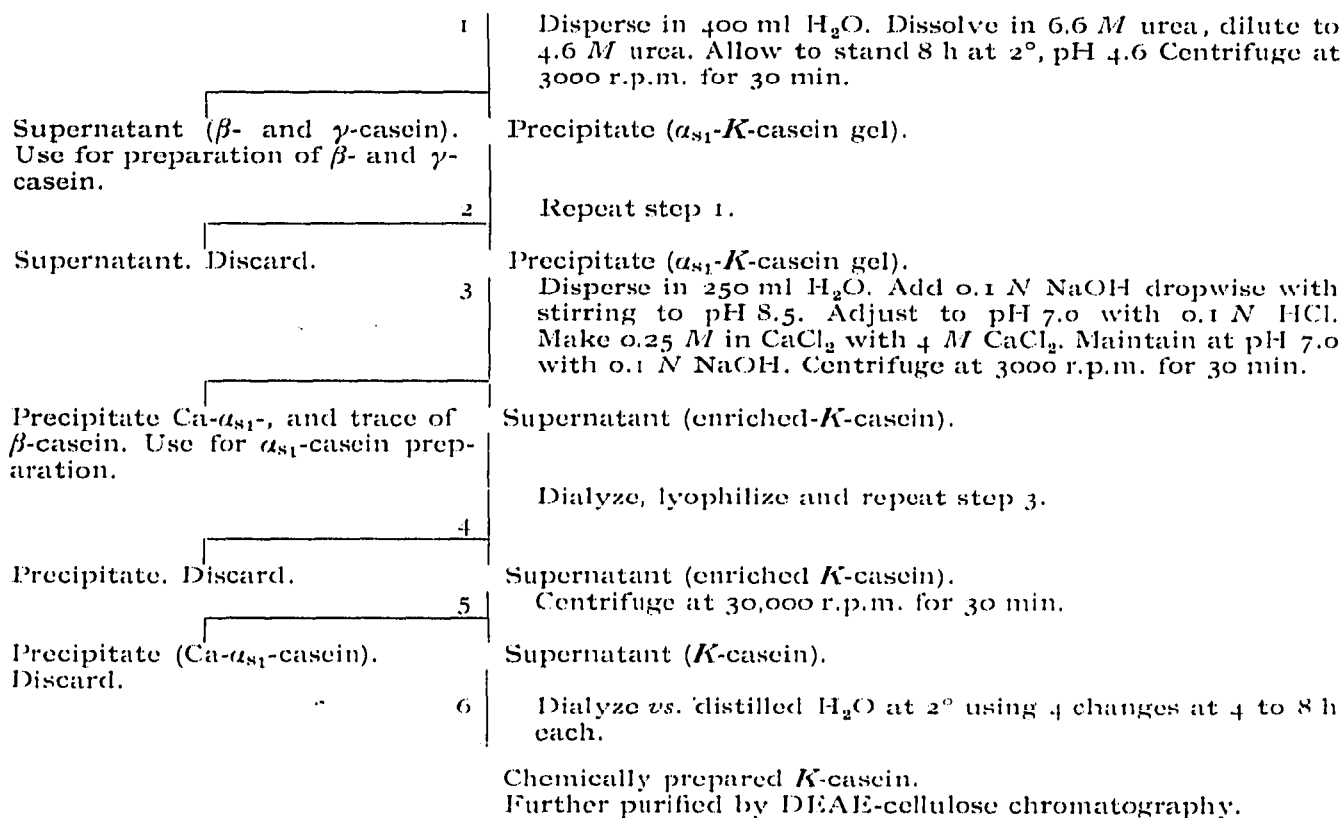 1 Disperse in 400 ml H₂O. Dissolve in 6.6 M urea, dilute to
4.6 M urea. Allow to stand 8 h at 2°, pH 4.6 Centrifuge at
3000 r.p.m. for 30 min.
Supernatant (β- and γ-casein).
Use for preparation of β- and γ-
casein.
Precipitate (αs1-K-casein gel).
2 Repeat step 1.
Supernatant. Discard.
Precipitate (αs1-K-casein gel).
3 Disperse in 250 ml H₂O. Add 0.1 N NaOH dropwise with
stirring to pH 8.5. Adjust to pH 7.0 with 0.1 N HCl.
Make 0.25 M in CaCl₂ with 4 M CaCl₂. Maintain at pH 7.0
with 0.1 N NaOH. Centrifuge at 3000 r.p.m. for 30 min.
Precipitate Ca-αs1-, and trace of
β-casein. Use for αs1-casein prep-
aration.
Supernatant (enriched-K-casein).
Dialyze, lyophilize and repeat step 3.
4
Precipitate. Discard.
Supernatant (enriched K-casein).
5 Centrifuge at 30,000 r.p.m. for 30 min.
Precipitate (Ca-αs1-casein).
Discard.
Supernatant (K-casein).
6 Dialyze vs. distilled H₂O at 2° using 4 changes at 4 to 8 h
each.
Chemically prepared K-casein.
Further purified by DEAE-cellulose chromatography.